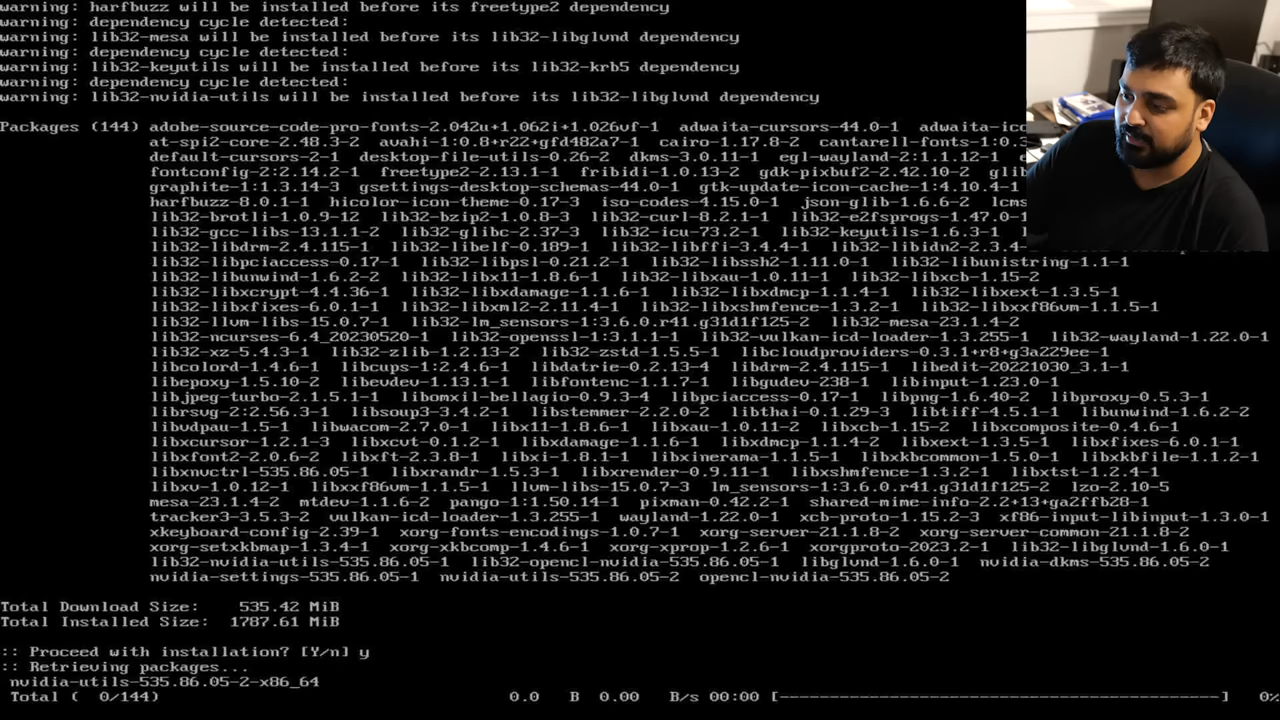 warning: harfbuzz will be installed before its freetype2 dependency
warning: dependency cycle detected:
warning: lib32-mesa will be installed before its lib32-libglvnd dependency
warning: dependency cycle detected:
warning: lib32-keyutils will be installed before its lib32-krb5 dependency
warning: dependency cycle detected:
warning: lib32-nvidia-utils will be installed before its lib32-libglvnd dependency
Packages (144) adobe-source-code-pro-fonts-2.042u+1.062i+1.026vf-1 adwaita-cursors-44.0-1
at-spi2-core-2.48.3-2 avahi-1:0.8+r22+gfd482a7-1 cairo-1.17.8-2
default-cursors-2-1 desktop-file-utils-0.26-2 dkms-3.0.11-1 egl-wayland-2:1.1.12-1
fontconfig-2:2.14.2-1 freetype2-2.13.1-1 fribidi-1.0.13-2 gdk-pixbuf2-2.42.10-2
graphite-1:1.3.14-3 gsettings-desktop-schemas-44.0-1 gtk-update-icon-cache-1:4.10.4-1
harfbuzz-8.0.1-1 hicolor-icon-theme-0.17-3 iso-codes-4.15.0-1 json-glib-1.6.6-2
lib32-brotli-1.0.9-12 lib32-bzip2-1.0.8-3 lib32-curl-8.2.1-1 lib32-e2fsprogs-1.47.0-1
lib32-gcc-libs-13.1.1-2 lib32-glibc-2.37-3 lib32-icu-73.2-1 lib32-keyutils-1.6.3-1
lib32-libdrm-2.4.115-1 lib32-libelf-0.189-1 lib32-libffi-3.4.4-1
lib32-libpciaccess-0.17-1 lib32-libpsl-0.21.2-1 lib32-libssh2-1.11.0-1 lib32-libunistring-1.1-1
lib32-libunwind-1.6.2-2 lib32-libx11-1.8.6-1 lib32-libxau-1.0.11-1 lib32-libxcb-1.15-2
lib32-libxcrypt-4.4.36-1 lib32-libxdamage-1.1.6-1 lib32-libxdmcp-1.1.4-1 lib32-libxext-1.3.5-1
lib32-libxfixes-6.0.1-1 lib32-libxml2-2.11.4-1 lib32-libxshmfence-1.3.2-1 lib32-libxxf86vm-1.1.5-1
lib32-llvm-libs-15.0.7-1 lib32-lm_sensors-1:3.6.0.r41.g31d1f125-2 lib32-mesa-23.1.4-2
lib32-ncurses-6.4_20230520-1 lib32-openssl-1:3.1.1-1 lib32-vulkan-icd-loader-1.3.255-1 lib32-wayland-1.22.0-1
lib32-xz-5.4.3-1 lib32-zlib-1.2.13-2 lib32-zstd-1.5.5-1 libcloudproviders-0.3.1+r8+g3a229ee-1
libcolord-1.4.6-1 libcups-1:2.4.6-1 libdatrie-0.2.13-4 libdrm-2.4.115-1 libedit-20221030_3.1-1
libepoxy-1.5.10-2 libevdev-1.13.1-1 libfontenc-1.1.7-1 libgudev-238-1 libinput-1.23.0-1
libjpeg-turbo-2.1.5.1-1 libomxil-bellagio-0.9.3-4 libpciaccess-0.17-1 libpng-1.6.40-2 libproxy-0.5.3-1
librsvg-2:2.56.3-1 libsoup3-3.4.2-1 libstemmer-2.2.0-2 libthai-0.1.29-3 libtiff-4.5.1-1 libunwind-1.6.2-2
libvdpau-1.5-1 libwacom-2.7.0-1 libx11-1.8.6-1 libxau-1.0.11-2 libxcb-1.15-2 libxcomposite-0.4.6-1
libxcursor-1.2.1-3 libxcvt-0.1.2-1 libxdamage-1.1.6-1 libxdmcp-1.1.4-2 libxext-1.3.5-1 libxfixes-6.0.1-1
libxfont2-2.0.6-2 libxft-2.3.8-1 libxi-1.8.1-1 libxinerama-1.1.5-1 libxkbcommon-1.5.0-1 libxkbfile-1.1.2-1
libxnvctrl-535.86.05-1 libxrandr-1.5.3-1 libxrender-0.9.11-1 libxshmfence-1.3.2-1 libxtst-1.2.4-1
libxv-1.0.12-1 libxxf86vm-1.1.5-1 llvm-libs-15.0.7-3 lm_sensors-1:3.6.0.r41.g31d1f125-2 lzo-2.10-5
mesa-23.1.4-2 mtdev-1.1.6-2 pango-1:1.50.14-1 pixman-0.42.2-1 shared-mime-info-2.2+13+ga2ffb28-1
tracker3-3.5.3-2 vulkan-icd-loader-1.3.255-1 wayland-1.22.0-1 xcb-proto-1.15.2-3 xf86-input-libinput-1.3.0-1
xkeyboard-config-2.39-1 xorg-fonts-encodings-1.0.7-1 xorg-server-21.1.8-2 xorg-server-common-21.1.8-2
xorg-setxkbmap-1.3.4-1 xorg-xkbcomp-1.4.6-1 xorg-xprop-1.2.6-1 xorgproto-2023.2-1 lib32-libglvnd-1.6.0-1
lib32-nvidia-utils-535.86.05-1 lib32-opencl-nvidia-535.86.05-1 libglvnd-1.6.0-1 nvidia-dkms-535.86.05-2
nvidia-settings-535.86.05-1 nvidia-utils-535.86.05-2 opencl-nvidia-535.86.05-2
Total Download Size: 535.42 MiB
Total Installed Size: 1787.61 MiB
:: Proceed with installation? [Y/n] y
:: Retrieving packages...
nvidia-utils-535.86.05-2-x86_64
Total ( 0/144) 0.0 B 0.00 B/s 00:00 [----------------------------------------------] 0%